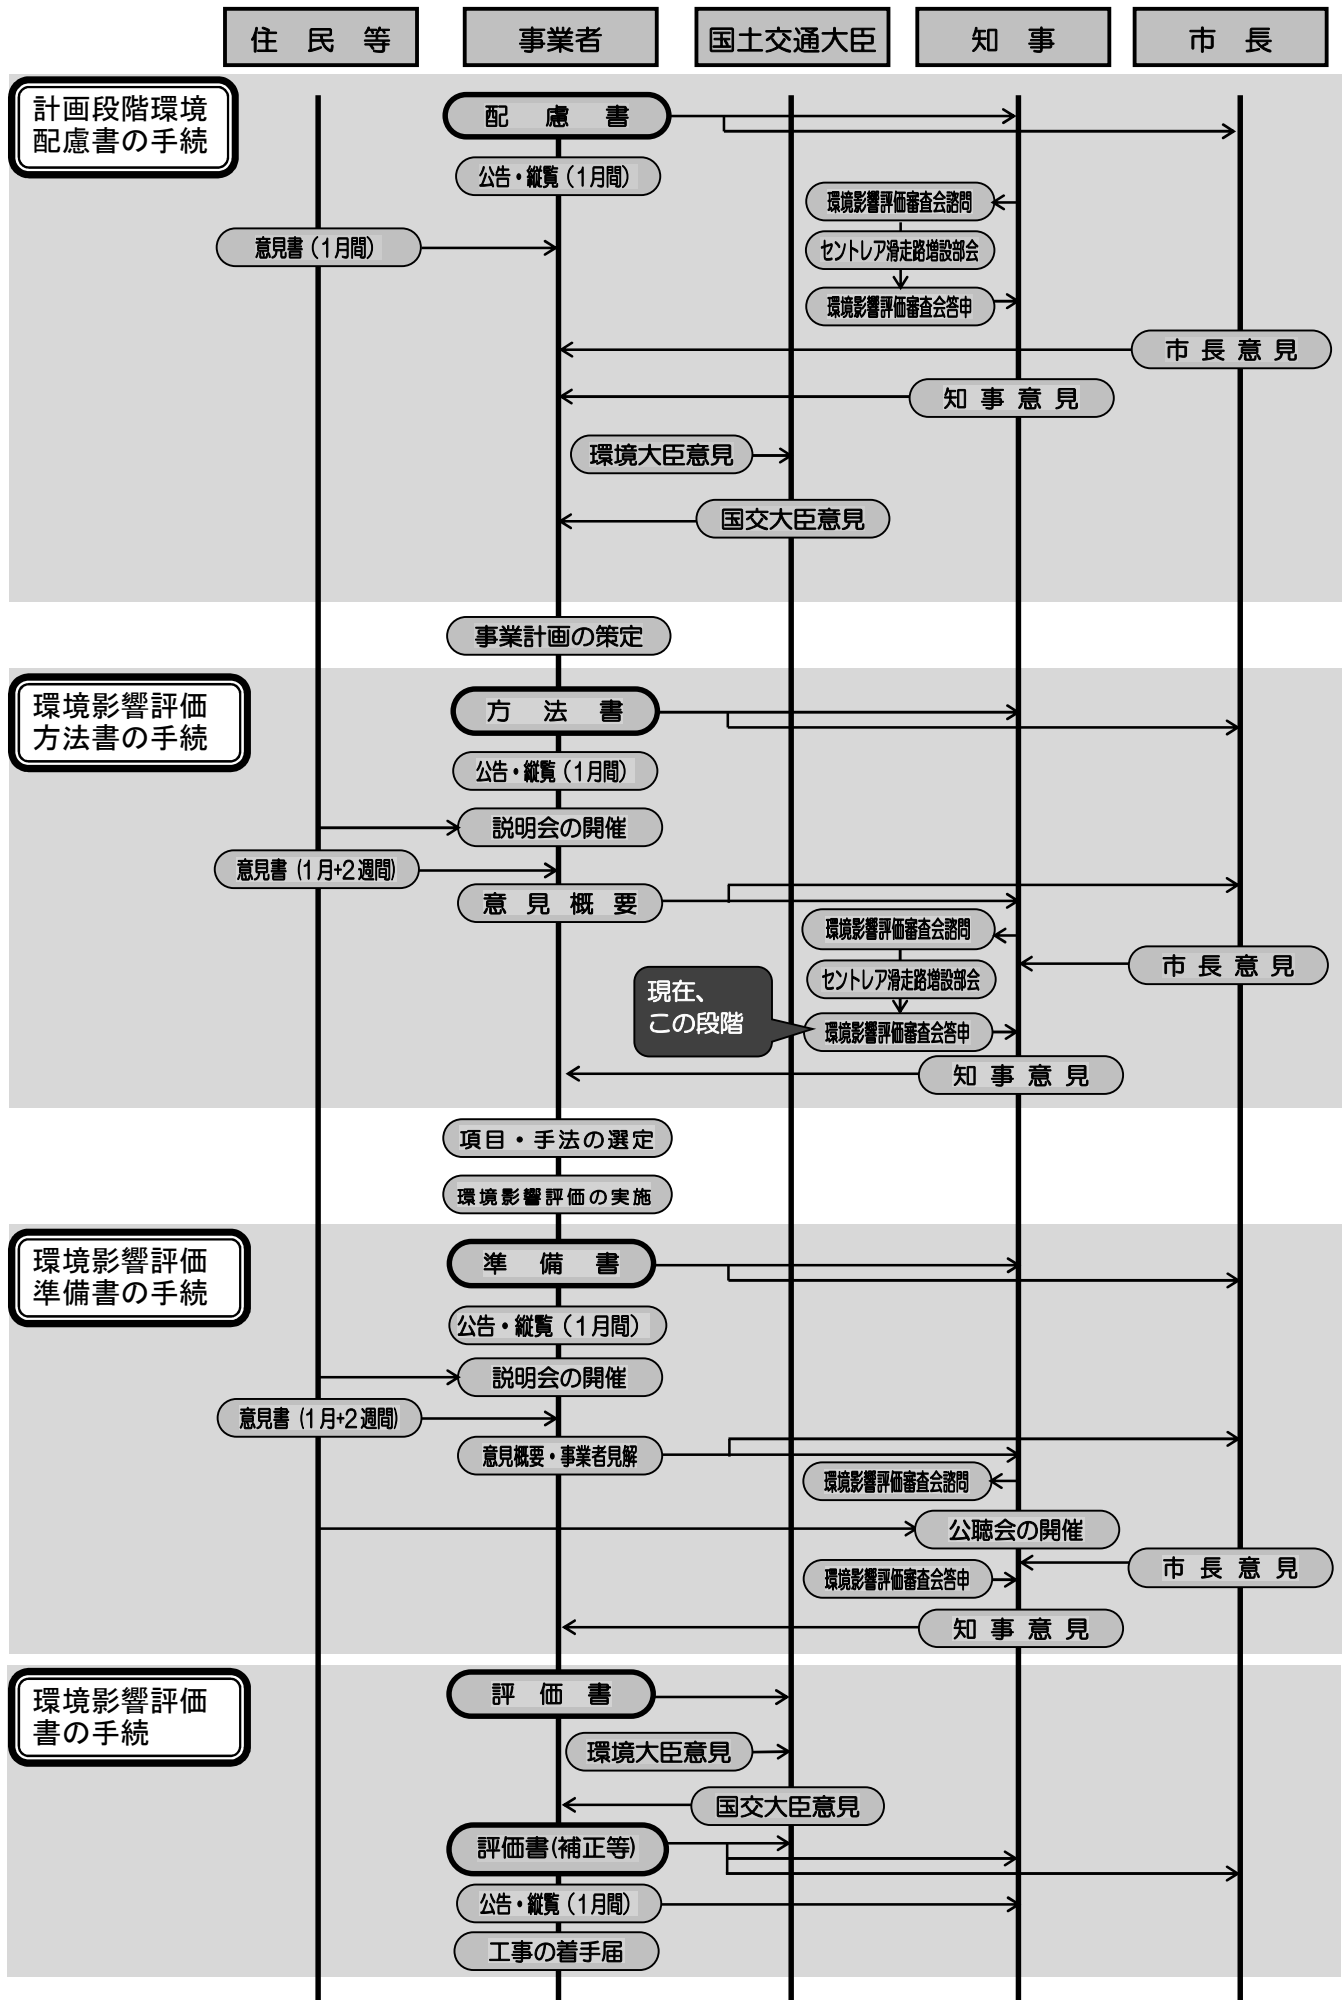 住 民 等
事業者
国土交通大臣
知 事
市 長
計画段階環境
配慮書の手続
配 慮 書
公告・縦覧（１月間）
環境影響評価審査会諮問
意見書（１月間）
セントレア滑走路増設部会
環境影響評価審査会答申
市 長 意 見
知 事 意 見
環境大臣意見
国交大臣意見
事業計画の策定
環境影響評価
方法書の手続
方 法 書
公告・縦覧（１月間）
説明会の開催
意見書（１月+２週間）
意 見 概 要
環境影響評価審査会諮問
市 長 意 見
セントレア滑走路増設部会
現在、
この段階
環境影響評価審査会答申
知 事 意 見
項目・手法の選定
環境影響評価の実施
環境影響評価
準備書の手続
準 備 書
公告・縦覧（１月間）
説明会の開催
意見書（１月+２週間）
意見概要・事業者見解
環境影響評価審査会諮問
公聴会の開催
市 長 意 見
環境影響評価審査会答申
知 事 意 見
環境影響評価
書の手続
評 価 書
環境大臣意見
国交大臣意見
評価書(補正等)
公告・縦覧（１月間）
工事の着手届